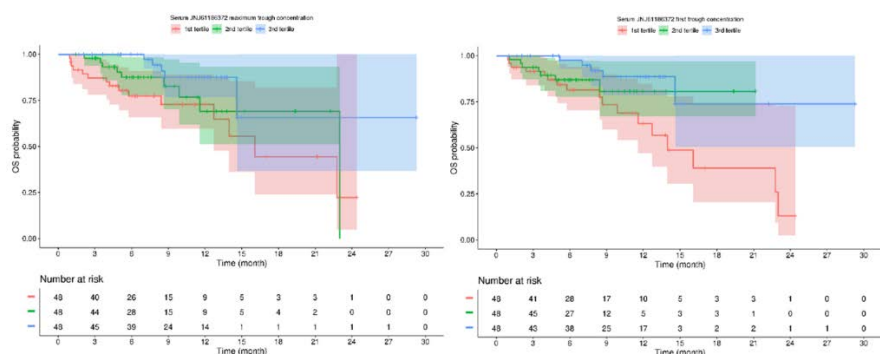 Serum JNJ61186372 maximum trough concentration
1st tertile 2nd tertile 3rd tertile
1.00
0.75
0.50
0.25
0.00
OS probability
0 3 6 9 12 15 18 21 24 27 30
Time (month)
Number at risk
48 40 26 15 9 5 3 3 1 0 0
48 44 28 15 9 5 4 2 0 0 0
48 45 39 24 14 1 1 1 1 1 0
0 3 6 9 12 15 18 21 24 27 30
Time (month)
Serum JNJ61186372 first trough concentration
1st tertile 2nd tertile 3rd tertile
1.00
0.75
0.50
0.25
0.00
OS probability
0 3 6 9 12 15 18 21 24 27 30
Time (month)
Number at risk
48 41 28 17 10 5 3 3 1 0 0
48 45 27 12 5 3 3 1 0 0 0
48 43 38 25 17 3 2 2 1 1 0
0 3 6 9 12 15 18 21 24 27 30
Time (month)